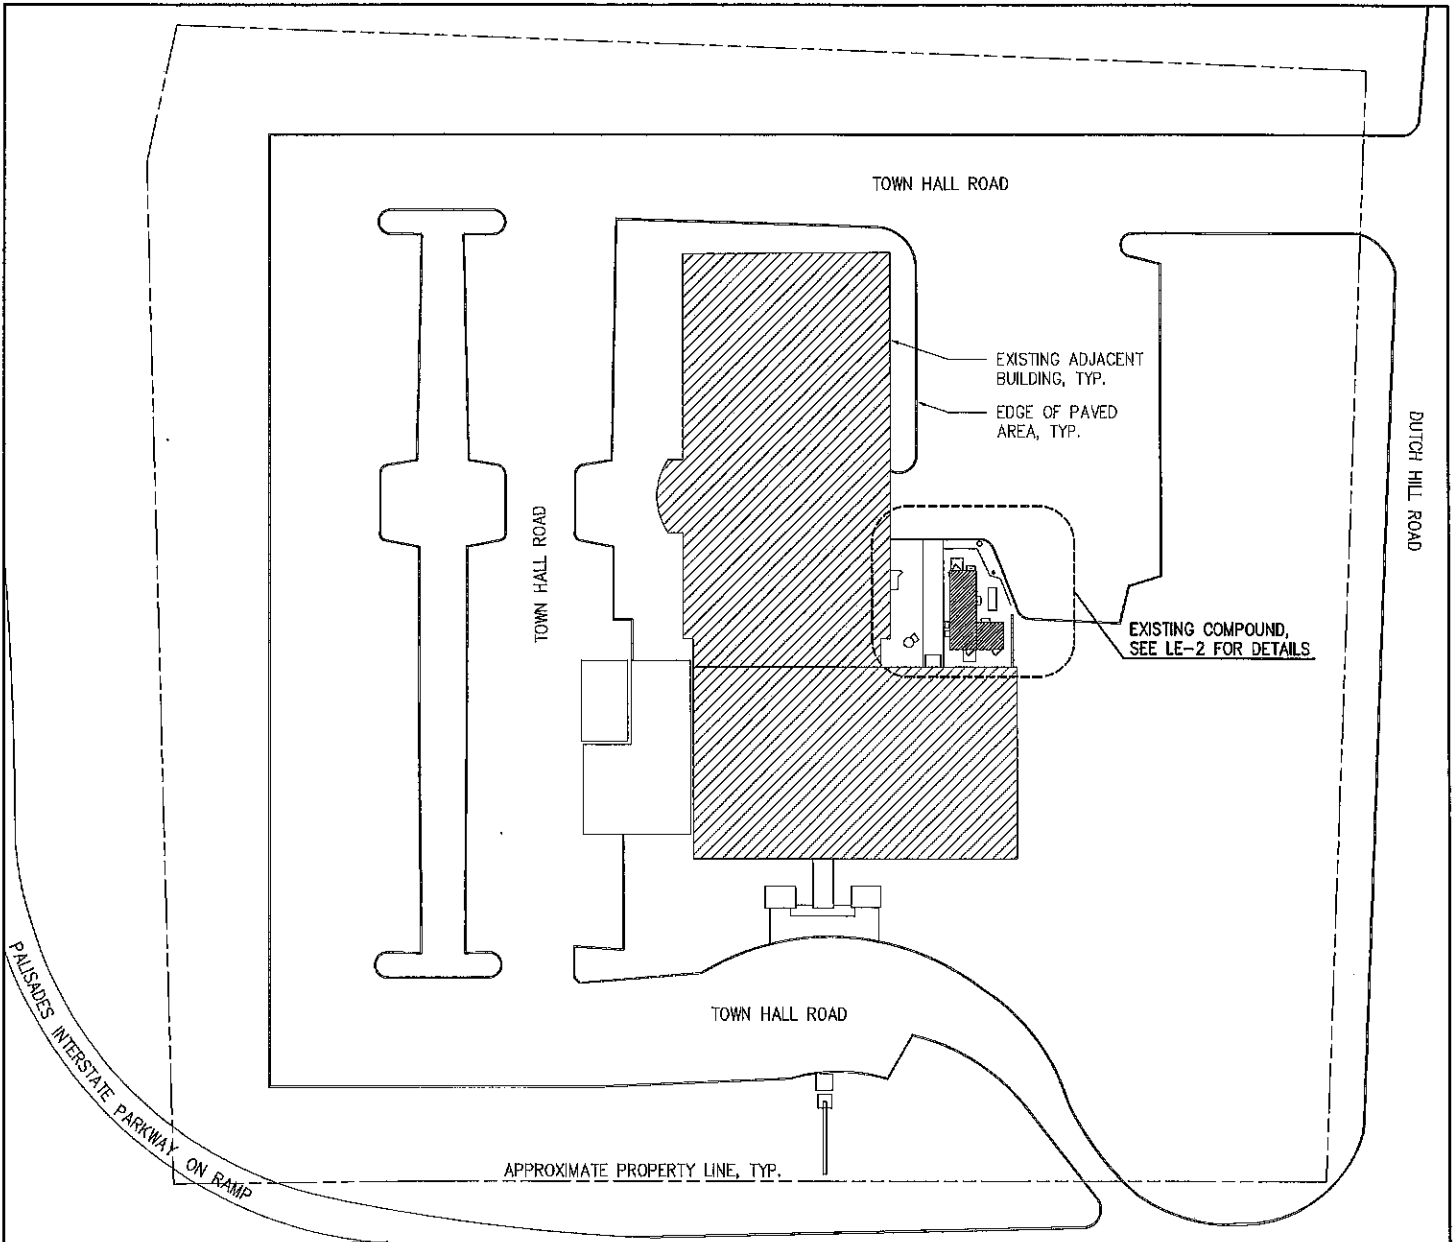 TOWN HALL ROAD
EXISTING ADJACENT
BUILDING, TYP.
EDGE OF PAVED
AREA, TYP.
DUTCH HILL ROAD
TOWN HALL ROAD
EXISTING COMPOUND,
SEE LE-2 FOR DETAILS
TOWN HALL ROAD
PALISADES INTERSTATE PARKWAY ON RAMP
APPROXIMATE PROPERTY LINE, TYP.